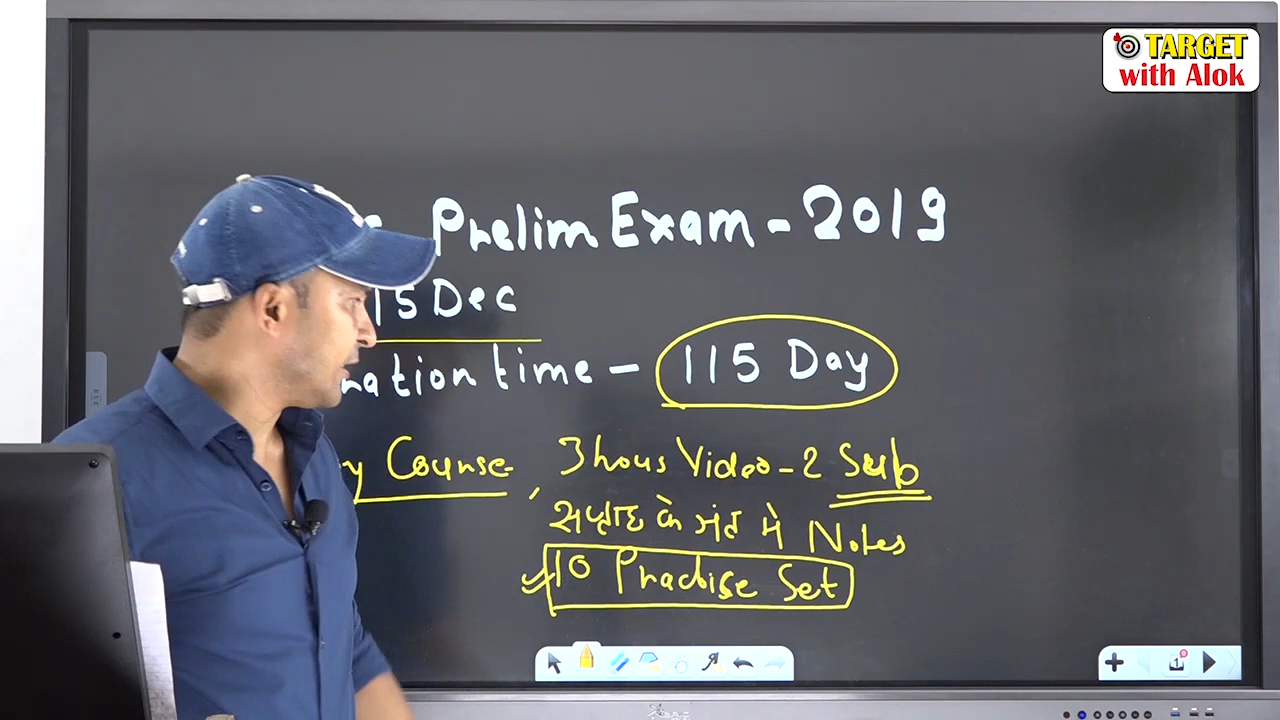 TARGET
with Alok
Prelim Exam - 2019
15 Dec
nation time - 115 Day
y Course 3 hous Video - 2 Sub
सप्ताह के अंत मे Notes
10 Practise Set